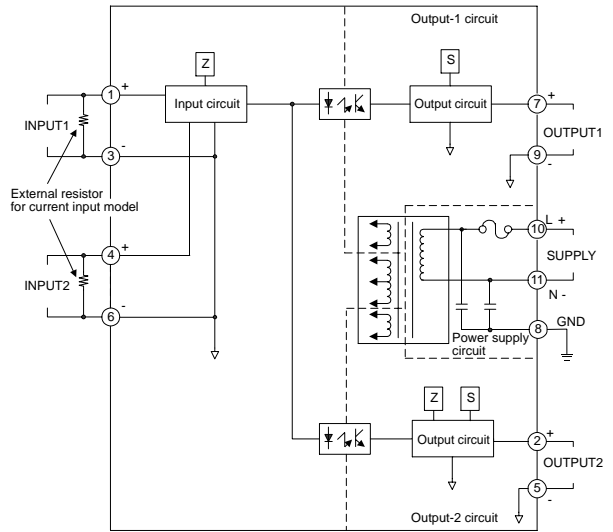 Output-1 circuit
Z
S
1
+
Input circuit
Output circuit
7
+
INPUT1
OUTPUT1
3
-
9
-
External resistor
for current input model
L +
10
4
+
SUPPLY
11
INPUT2
N -
6
-
8
GND
Power supply
circuit
Z
S
Output circuit
2
+
OUTPUT2
5
-
Output-2 circuit